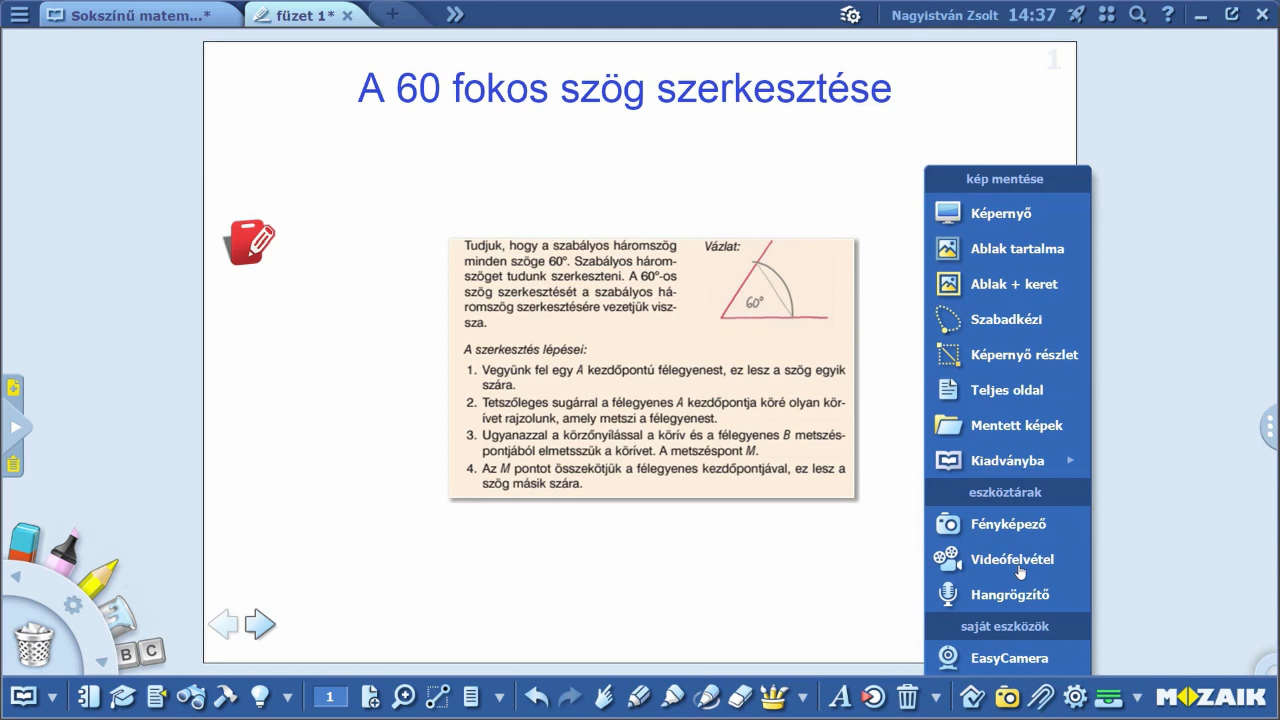 Sokszínű matem...*
füzet 1*
Nagyistván Zsolt
14:37
?
1
A 60 fokos szög szerkesztése
Tudjuk, hogy a szabályos háromszög
minden szöge 60°. Szabályos három-
szöget tudunk szerkeszteni. A 60°-os
szög szerkesztését a szabályos há-
romszög szerkesztésére vezetjük visz-
sza.
Vázlat:
60°
A szerkesztés lépései:
1. Vegyünk fel egy A kezdőpontú félegyenest, ez lesz a szög egyik
szára.
2. Tetszőleges sugárral a félegyenes A kezdőpontja köré olyan kör-
ívet rajzolunk, amely metszi a félegyenest.
3. Ugyanazzal a körzőnyílással a körív és a félegyenes B metszés-
pontjából elmetsszük a körívet. A metszéspont M.
4. Az M pontot összekötjük a félegyenes kezdőpontjával, ez lesz a
szög másik szára.
kép mentése
Képernyő
Ablak tartalma
Ablak + keret
Szabadkézi
Képernyő részlet
Teljes oldal
Mentett képek
Kiadványba
eszköztárak
Fényképező
Videófelvétel
Hangrögzítő
saját eszközök
EasyCamera
B
C
1
A
MOZAIK